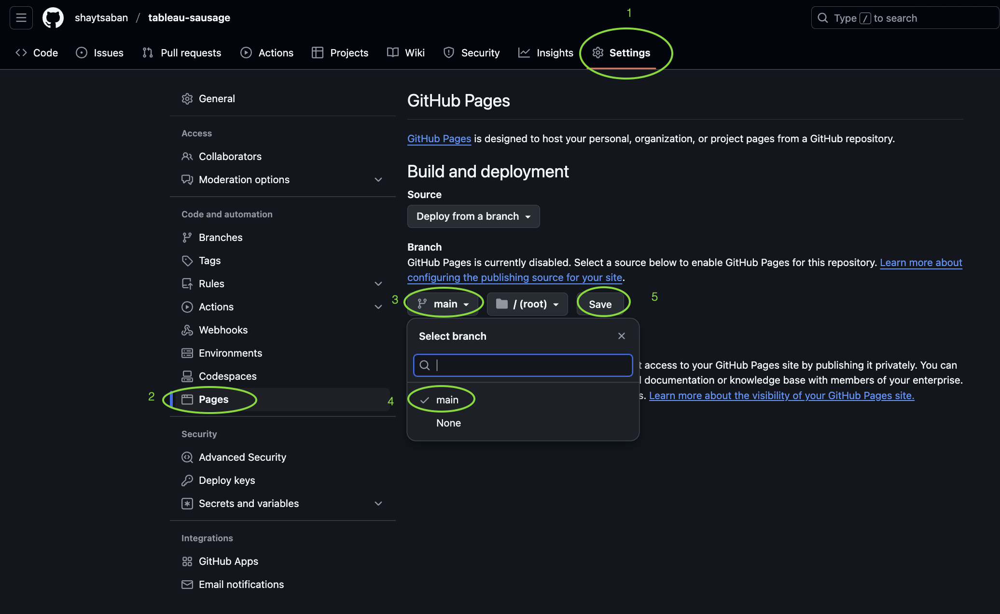 shaytsaban / tableau-sausage
1
Type / to search
Code
Issues
Pull requests
Actions
Projects
Wiki
Security
Insights
Settings
General
Access
Collaborators
Moderation options
Code and automation
Branches
Tags
Rules
Actions
Webhooks
Environments
Codespaces
2
Pages
Security
Advanced Security
Deploy keys
Secrets and variables
Integrations
GitHub Apps
Email notifications
GitHub Pages
GitHub Pages is designed to host your personal, organization, or project pages from a GitHub repository.
Build and deployment
Source
Deploy from a branch
Branch
GitHub Pages is currently disabled. Select a source below to enable GitHub Pages for this repository. Learn more about
configuring the publishing source for your site.
3
main
/ (root)
Save
5
Select branch
4
main
None
access to your GitHub Pages site by publishing it privately. You can
documentation or knowledge base with members of your enterprise.
s. Learn more about the visibility of your GitHub Pages site.